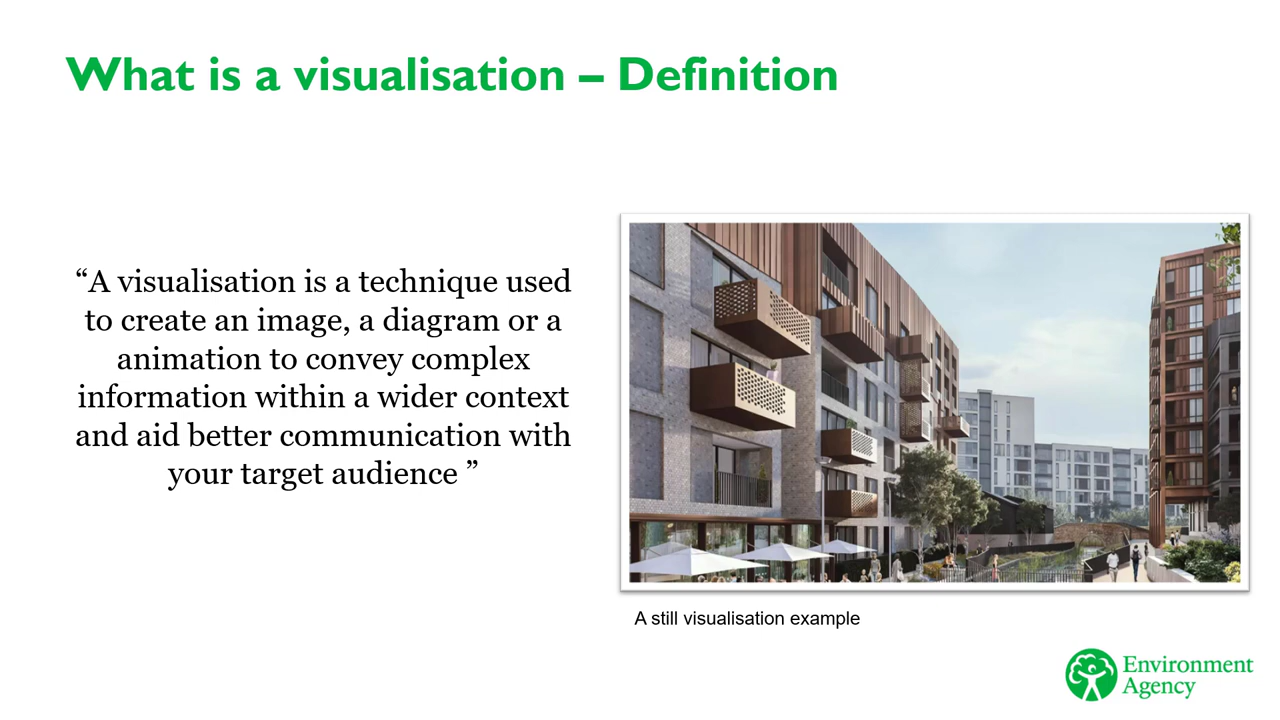 What is a visualisation – Definition
“A visualisation is a technique used
to create an image, a diagram or a
animation to convey complex
information within a wider context
and aid better communication with
your target audience ”
A still visualisation example
Environment
Agency